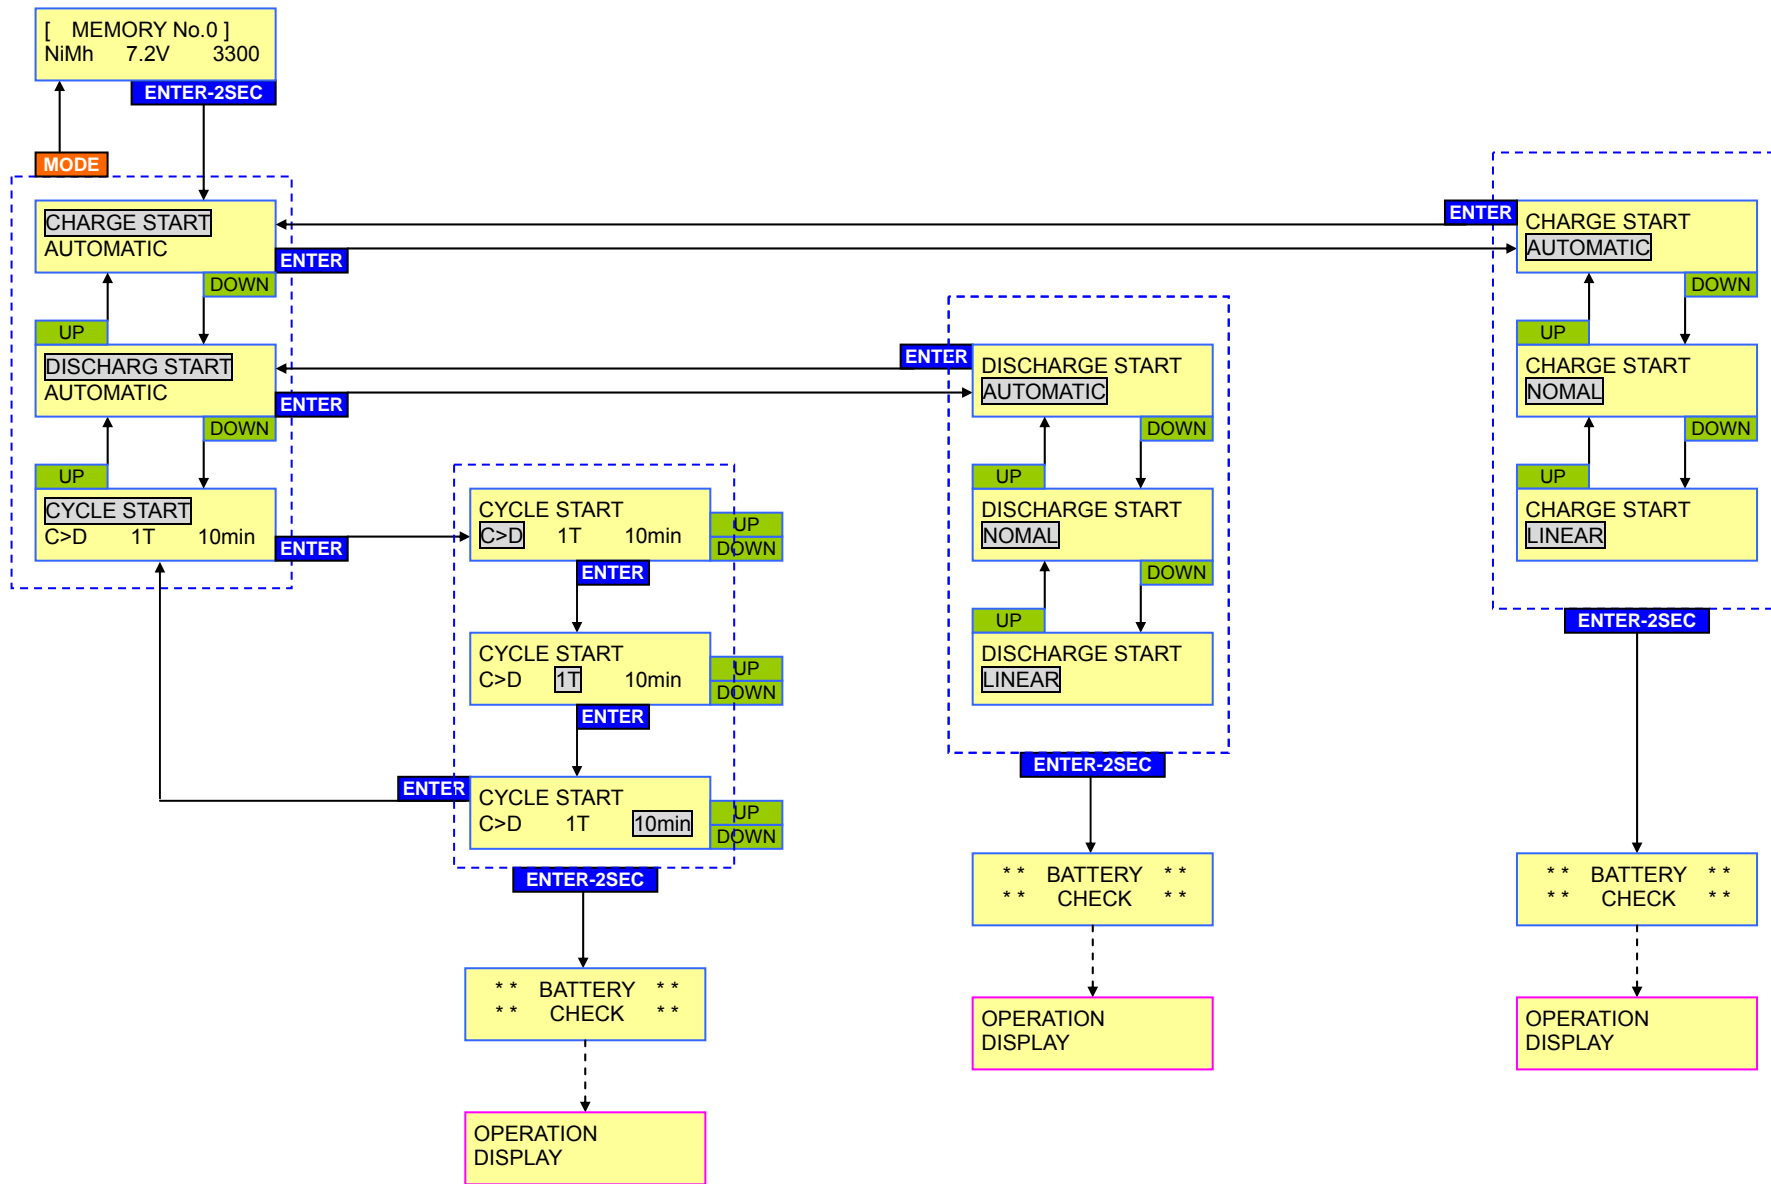 [ MEMORY No.0 ]
NiMh 7.2V 3300
ENTER-2SEC
MODE
CHARGE START
AUTOMATIC
ENTER
DOWN
UP
DISCHARG START
AUTOMATIC
ENTER
DOWN
UP
CYCLE START
C>D 1T 10min
ENTER
CYCLE START
C>D 1T 10min
UP
DOWN
ENTER
CYCLE START
C>D 1T 10min
UP
DOWN
ENTER
ENTER
CYCLE START
C>D 1T 10min
UP
DOWN
ENTER-2SEC
* * BATTERY * *
* * CHECK * *
OPERATION
DISPLAY
ENTER
DISCHARGE START
AUTOMATIC
DOWN
UP
DISCHARGE START
NOMAL
DOWN
UP
DISCHARGE START
LINEAR
ENTER-2SEC
* * BATTERY * *
* * CHECK * *
OPERATION
DISPLAY
ENTER
CHARGE START
AUTOMATIC
DOWN
UP
CHARGE START
NOMAL
DOWN
UP
CHARGE START
LINEAR
ENTER-2SEC
* * BATTERY * *
* * CHECK * *
OPERATION
DISPLAY